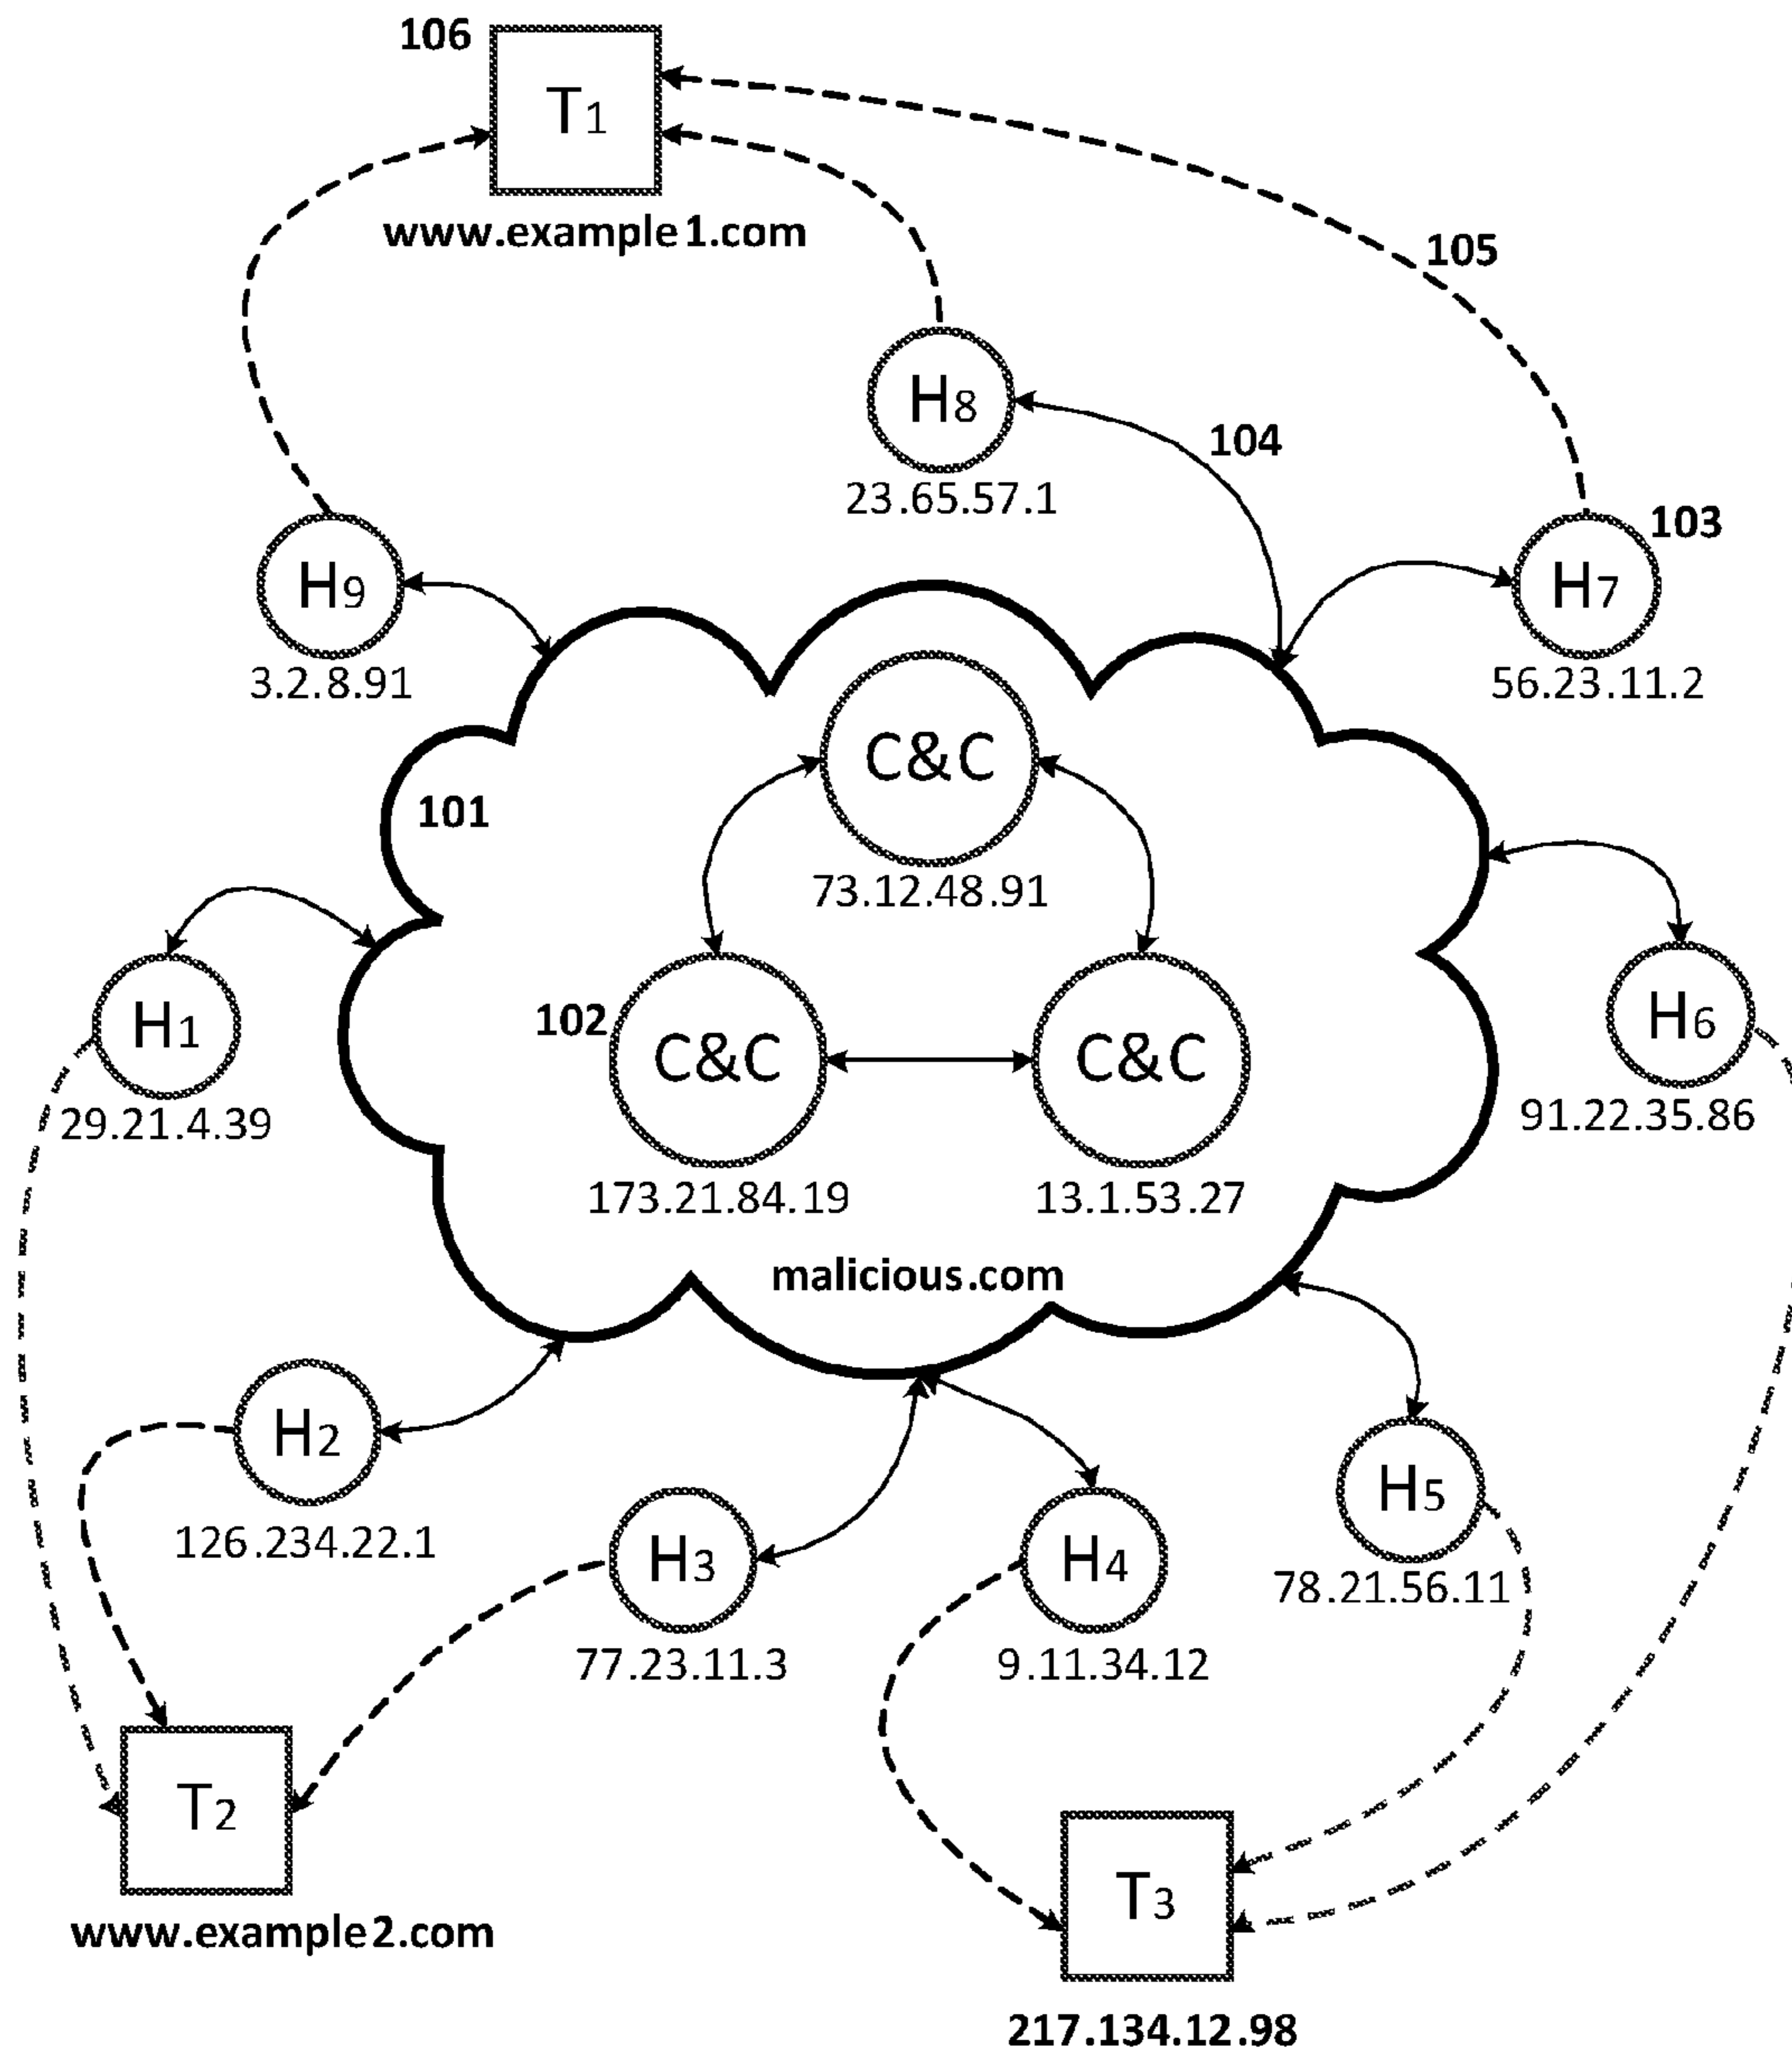 106
T1
www.example1.com
105
H8
104
23.65.57.1
103
H9
H7
3.2.8.91
56.23.11.2
C&C
101
73.12.48.91
H1
102
C&C
C&C
H6
29.21.4.39
91.22.35.86
173.21.84.19
13.1.53.27
malicious.com
H2
H5
126.234.22.1
H3
H4
78.21.56.11
77.23.11.3
9.11.34.12
T2
T3
www.example2.com
217.134.12.98